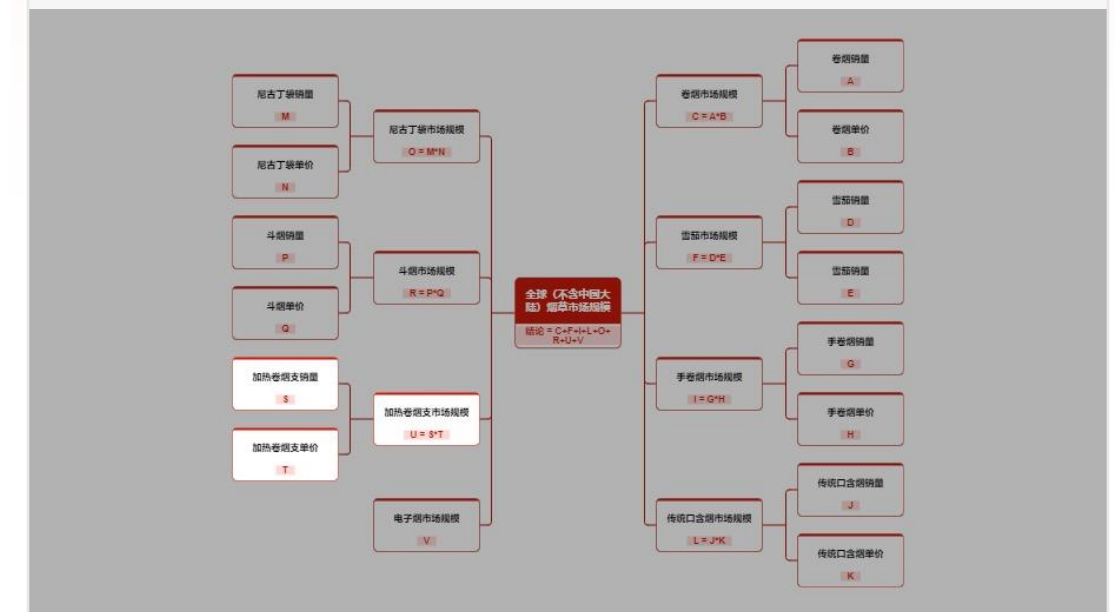 尼古丁袋销量
M
尼古丁袋单价
N
尼古丁袋市场规模
O = M*N
斗烟销量
P
斗烟单价
Q
斗烟市场规模
R = P*Q
加热卷烟支销量
S
加热卷烟支单价
T
加热卷烟支市场规模
U = S*T
电子烟市场规模
V
全球（不含中国大
陆）烟草市场规模
结论 = C+F+I+L+O+
R+U+V
卷烟市场规模
C = A*B
卷烟销量
A
卷烟单价
B
雪茄市场规模
F = D*E
雪茄销量
D
雪茄销量
E
手卷烟市场规模
I = G*H
手卷烟销量
G
手卷烟单价
H
传统口含烟市场规模
L = J*K
传统口含烟销量
J
传统口含烟单价
K